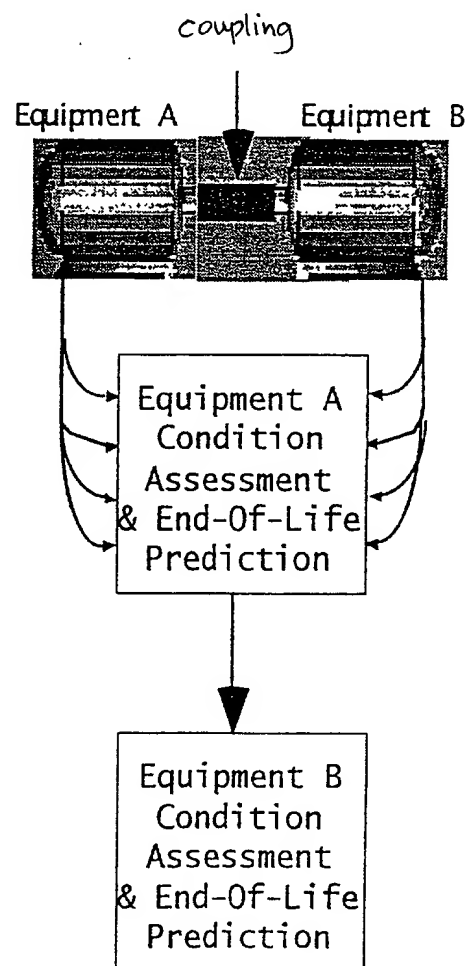 coupling
Equipment A Equipment B
Equipment A
Condition
Assessment
& End-Of-Life
Prediction
Equipment B
Condition
Assessment
& End-Of-Life
Prediction